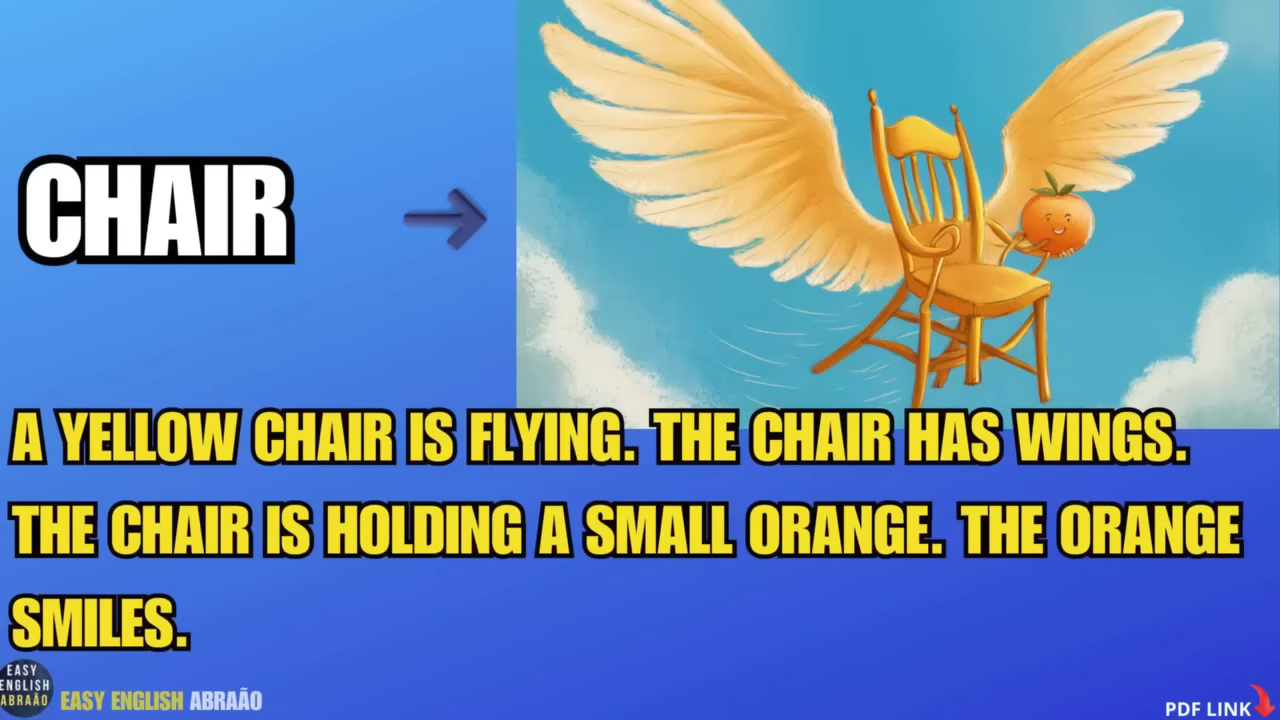 CHAIR
A YELLOW CHAIR IS FLYING. THE CHAIR HAS WINGS.
THE CHAIR IS HOLDING A SMALL ORANGE. THE ORANGE
SMILES.
EASY
ENGLISH
ABRAÃO
EASY ENGLISH ABRAÃO
PDF LINK